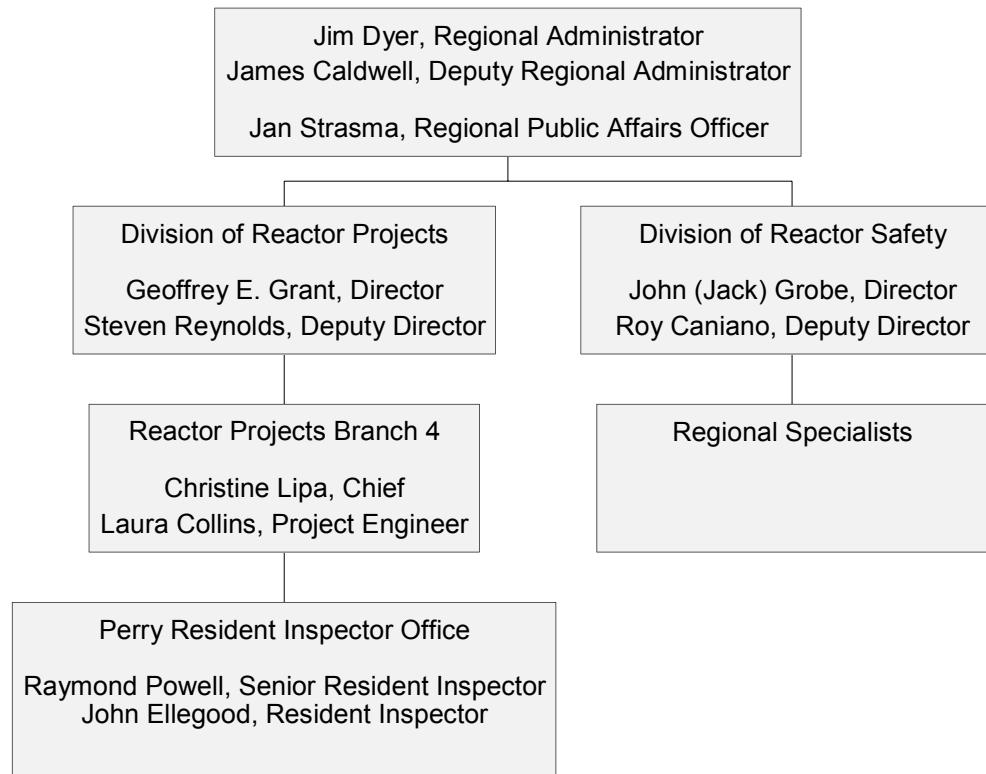 Jim Dyer, Regional Administrator
James Caldwell, Deputy Regional Administrator
Jan Strasma, Regional Public Affairs Officer
Division of Reactor Projects
Geoffrey E. Grant, Director
Steven Reynolds, Deputy Director
Division of Reactor Safety
John (Jack) Grobe, Director
Roy Caniano, Deputy Director
Reactor Projects Branch 4
Christine Lipa, Chief
Laura Collins, Project Engineer
Regional Specialists
Perry Resident Inspector Office
Raymond Powell, Senior Resident Inspector
John Ellegood, Resident Inspector